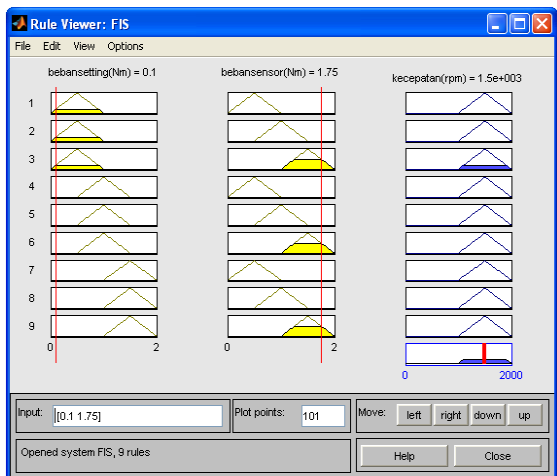 Rule Viewer: FIS
File Edit View Options
bebansetting(Nm) = 0.1
bebansensor(Nm) = 1.75
kecepatan(rpm) = 1.5e+003
1
2
3
4
5
6
7
8
9
0 2
0 2
0 2000
Input: [0.1 1.75]
Plot points: 101
Move: left right down up
Opened system FIS, 9 rules
Help Close